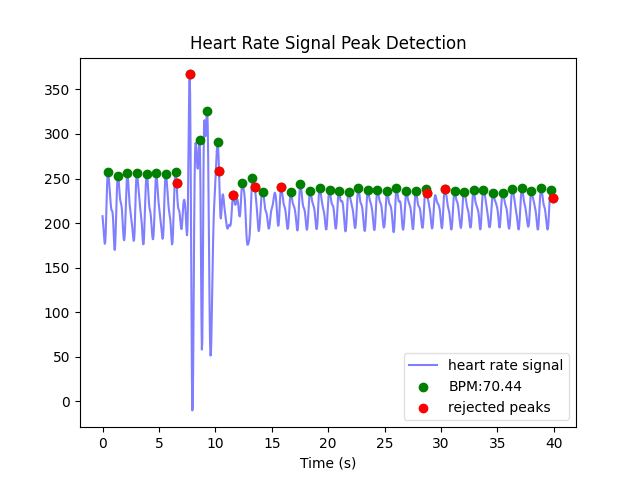 Heart Rate Signal Peak Detection
350
300
250
200
150
100
50
0
heart rate signal
BPM:70.44
rejected peaks
0 5 10 15 20 25 30 35 40
Time (s)